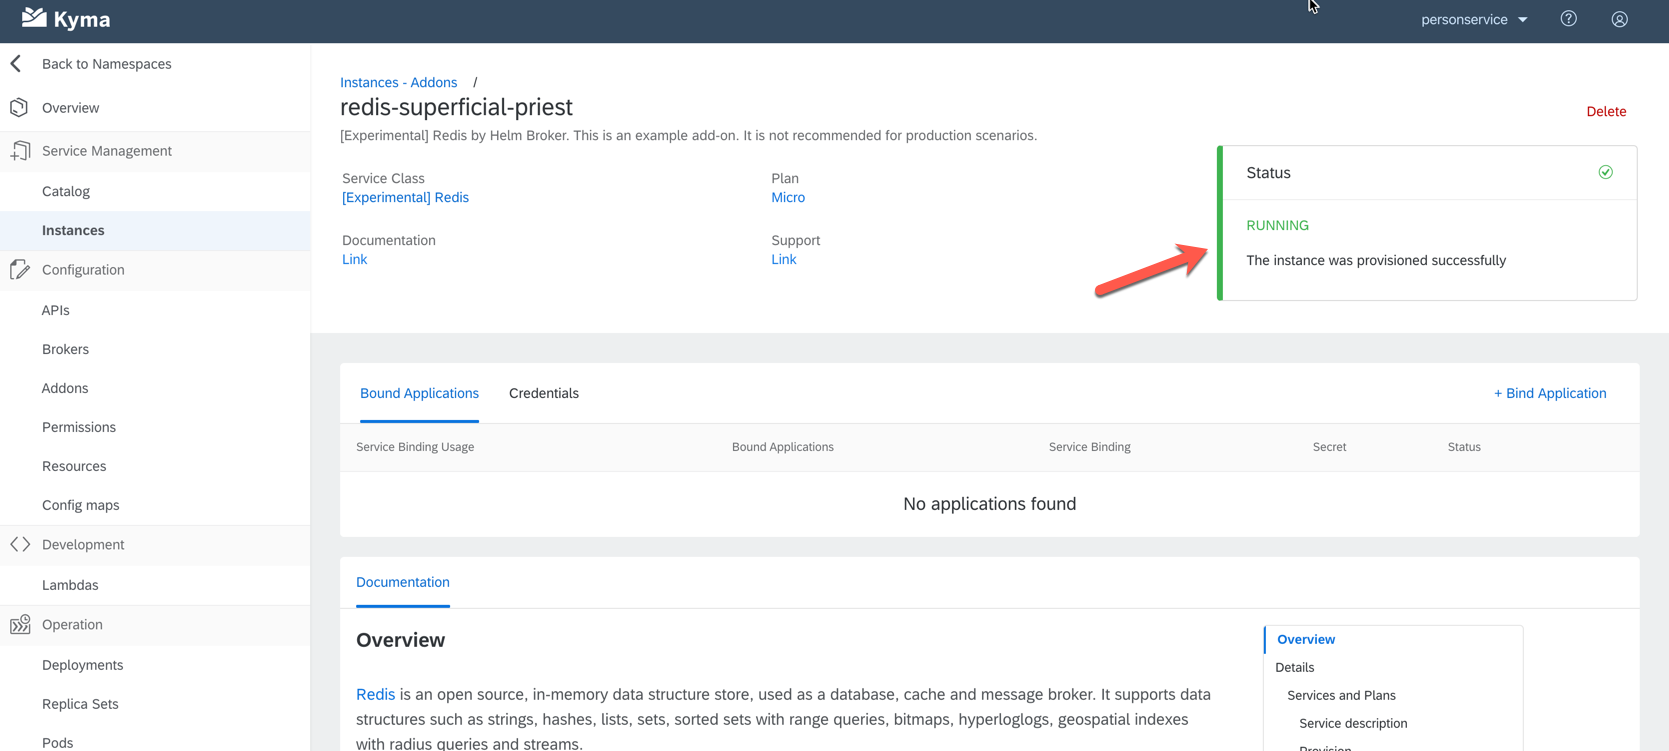 Kyma
personservice
Back to Namespaces
Overview
Service Management
Catalog
Instances
Configuration
APIs
Brokers
Addons
Permissions
Resources
Config maps
Development
Lambdas
Operation
Deployments
Replica Sets
Pods
Instances - Addons /
redis-superficial-priest
Delete
[Experimental] Redis by Helm Broker. This is an example add-on. It is not recommended for production scenarios.
Service Class
[Experimental] Redis
Plan
Micro
Documentation
Link
Support
Link
Status
RUNNING
The instance was provisioned successfully
Bound Applications Credentials
+ Bind Application
Service Binding Usage Bound Applications Service Binding Secret Status
No applications found
Documentation
Overview
Redis is an open source, in-memory data structure store, used as a database, cache and message broker. It supports data
structures such as strings, hashes, lists, sets, sorted sets with range queries, bitmaps, hyperloglogs, geospatial indexes
with radius queries and streams.
Overview
Details
Services and Plans
Service description
Provision